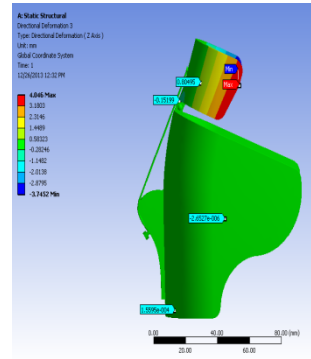 A: Static Structural
Directional Deformation 3
Type: Directional Deformation ( Z Axis )
Unit: mm
Global Coordinate System
Time: 1
12/26/2013 12:32 PM
4.046 Max
3.1803
2.3146
1.4489
0.58323
-0.28246
-1.1482
-2.0138
-2.8795
-3.7452 Min
Min
Max
0.80495
-0.35199
-2.6527e-006
1.5595e-004
0.00
40.00
80.00 (mm)
20.00
60.00